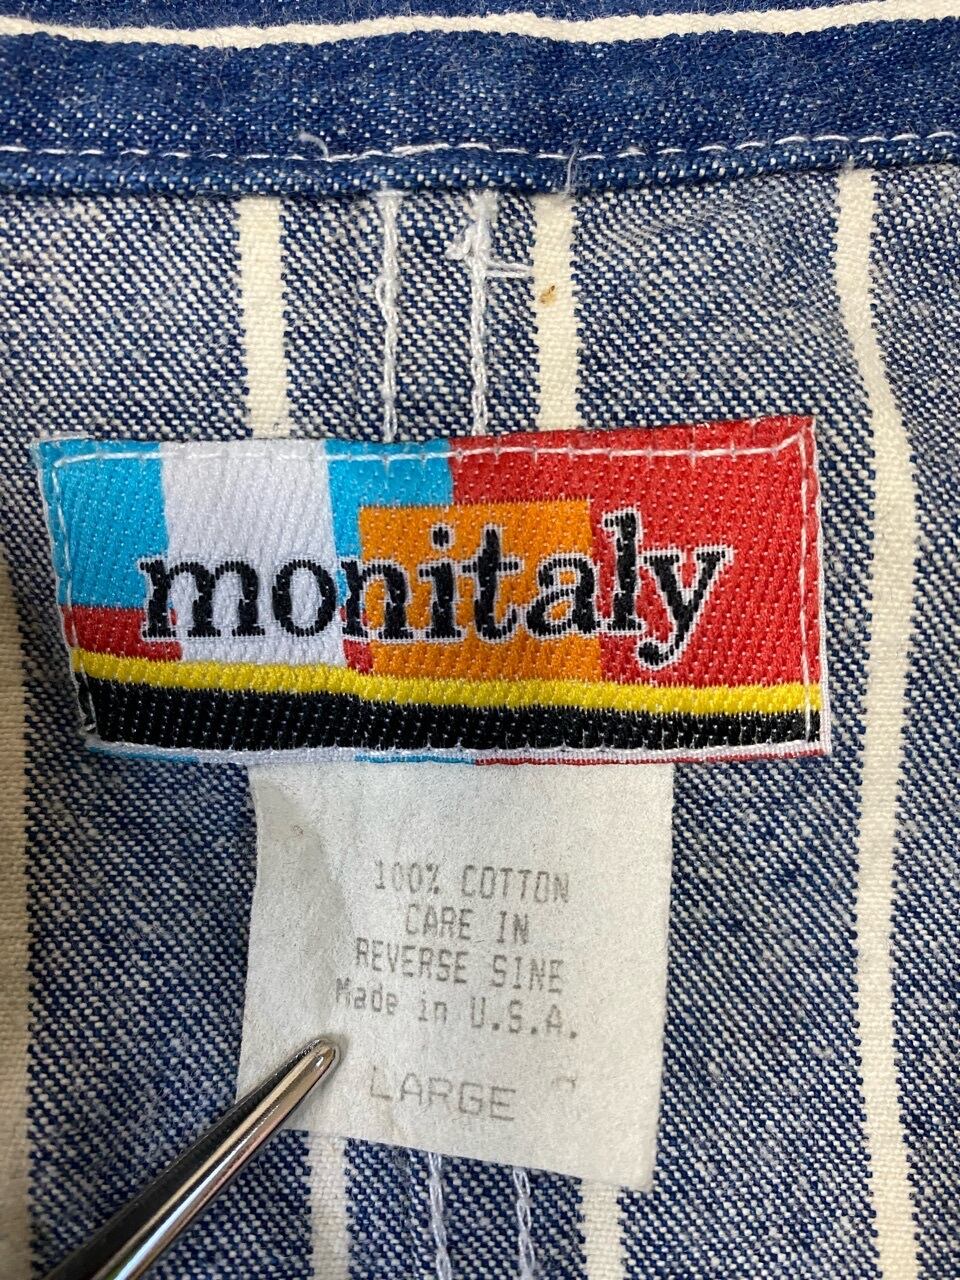 monitaly
100% COTTON
CARE IN
REVERSE SINE
Made in U.S.A.
LARGE